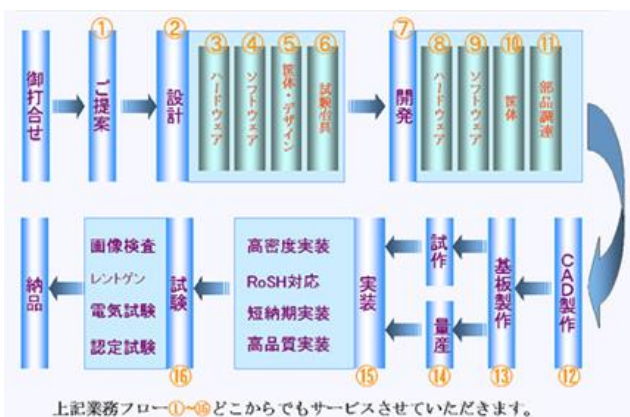 御打合せ
①
ご提案
②
設計
③
ハードウェア
④
ソフトウェア
⑤
筐体・デザイン
⑥
試験冶具
⑦
開発
⑧
ハードウェア
⑨
ソフトウェア
⑩
筐体
⑪
部品調達
CAD製作
⑫
基板製作
⑬
試作
量産
⑭
実装
⑮
高密度実装
RoSH対応
短納期実装
高品質実装
試験
⑯
画像検査
レントゲン
電気試験
認定試験
納品
上記業務フロー①~⑯どこからでもサービスさせていただきます。